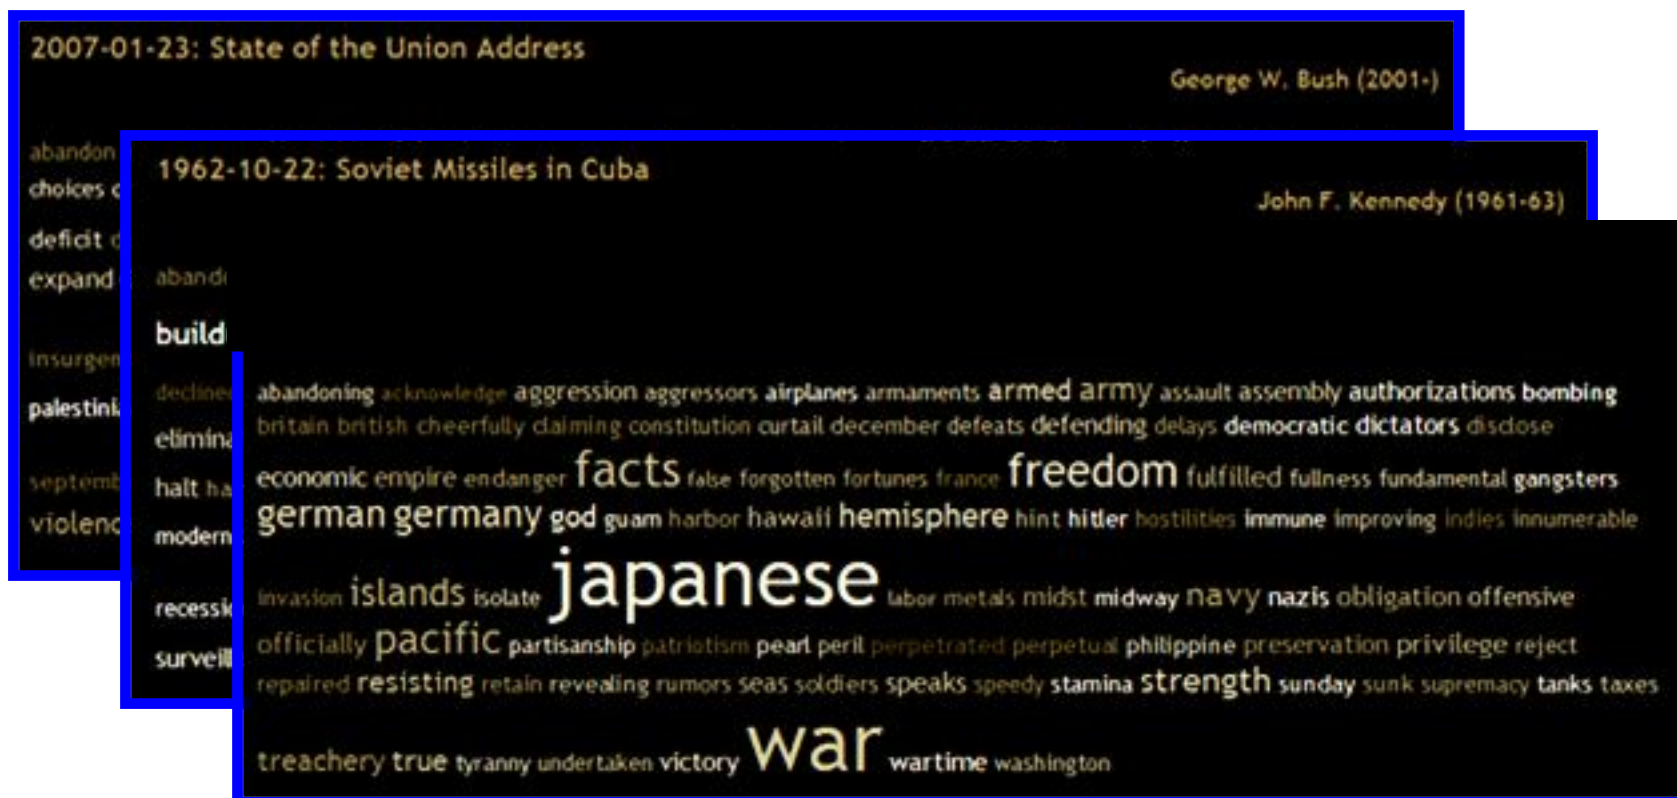 2007-01-23: State of the Union Address
George W. Bush (2001-)
abandon
choices
deficit
expand
insurgen
palestini
septemb
violenc
1962-10-22: Soviet Missiles in Cuba
John F. Kennedy (1961-63)
aband
build
declined
elimina
halt ha
modern
recessi
surveil
abandoning acknowledge aggression aggressors airplanes armaments armed army assault assembly authorizations bombing
britain british cheerfully claiming constitution curtail december defeats defending delays democratic dictators disclose
economic empire endanger facts false forgotten fortunes france freedom fulfilled fullness fundamental gangsters
german germany god guam harbor hawaii hemisphere hint hitler hostilities immune improving indies innumerable
invasion islands isolate japanese labor metals midst midway navy nazis obligation offensive
officially pacific partisanship patriotism pearl peril perpetrated perpetual philippine preservation privilege reject
repaired resisting retain revealing rumors seas soldiers speaks speedy stamina strength sunday sunk supremacy tanks taxes
treachery true tyranny undertaken victory war wartime washington